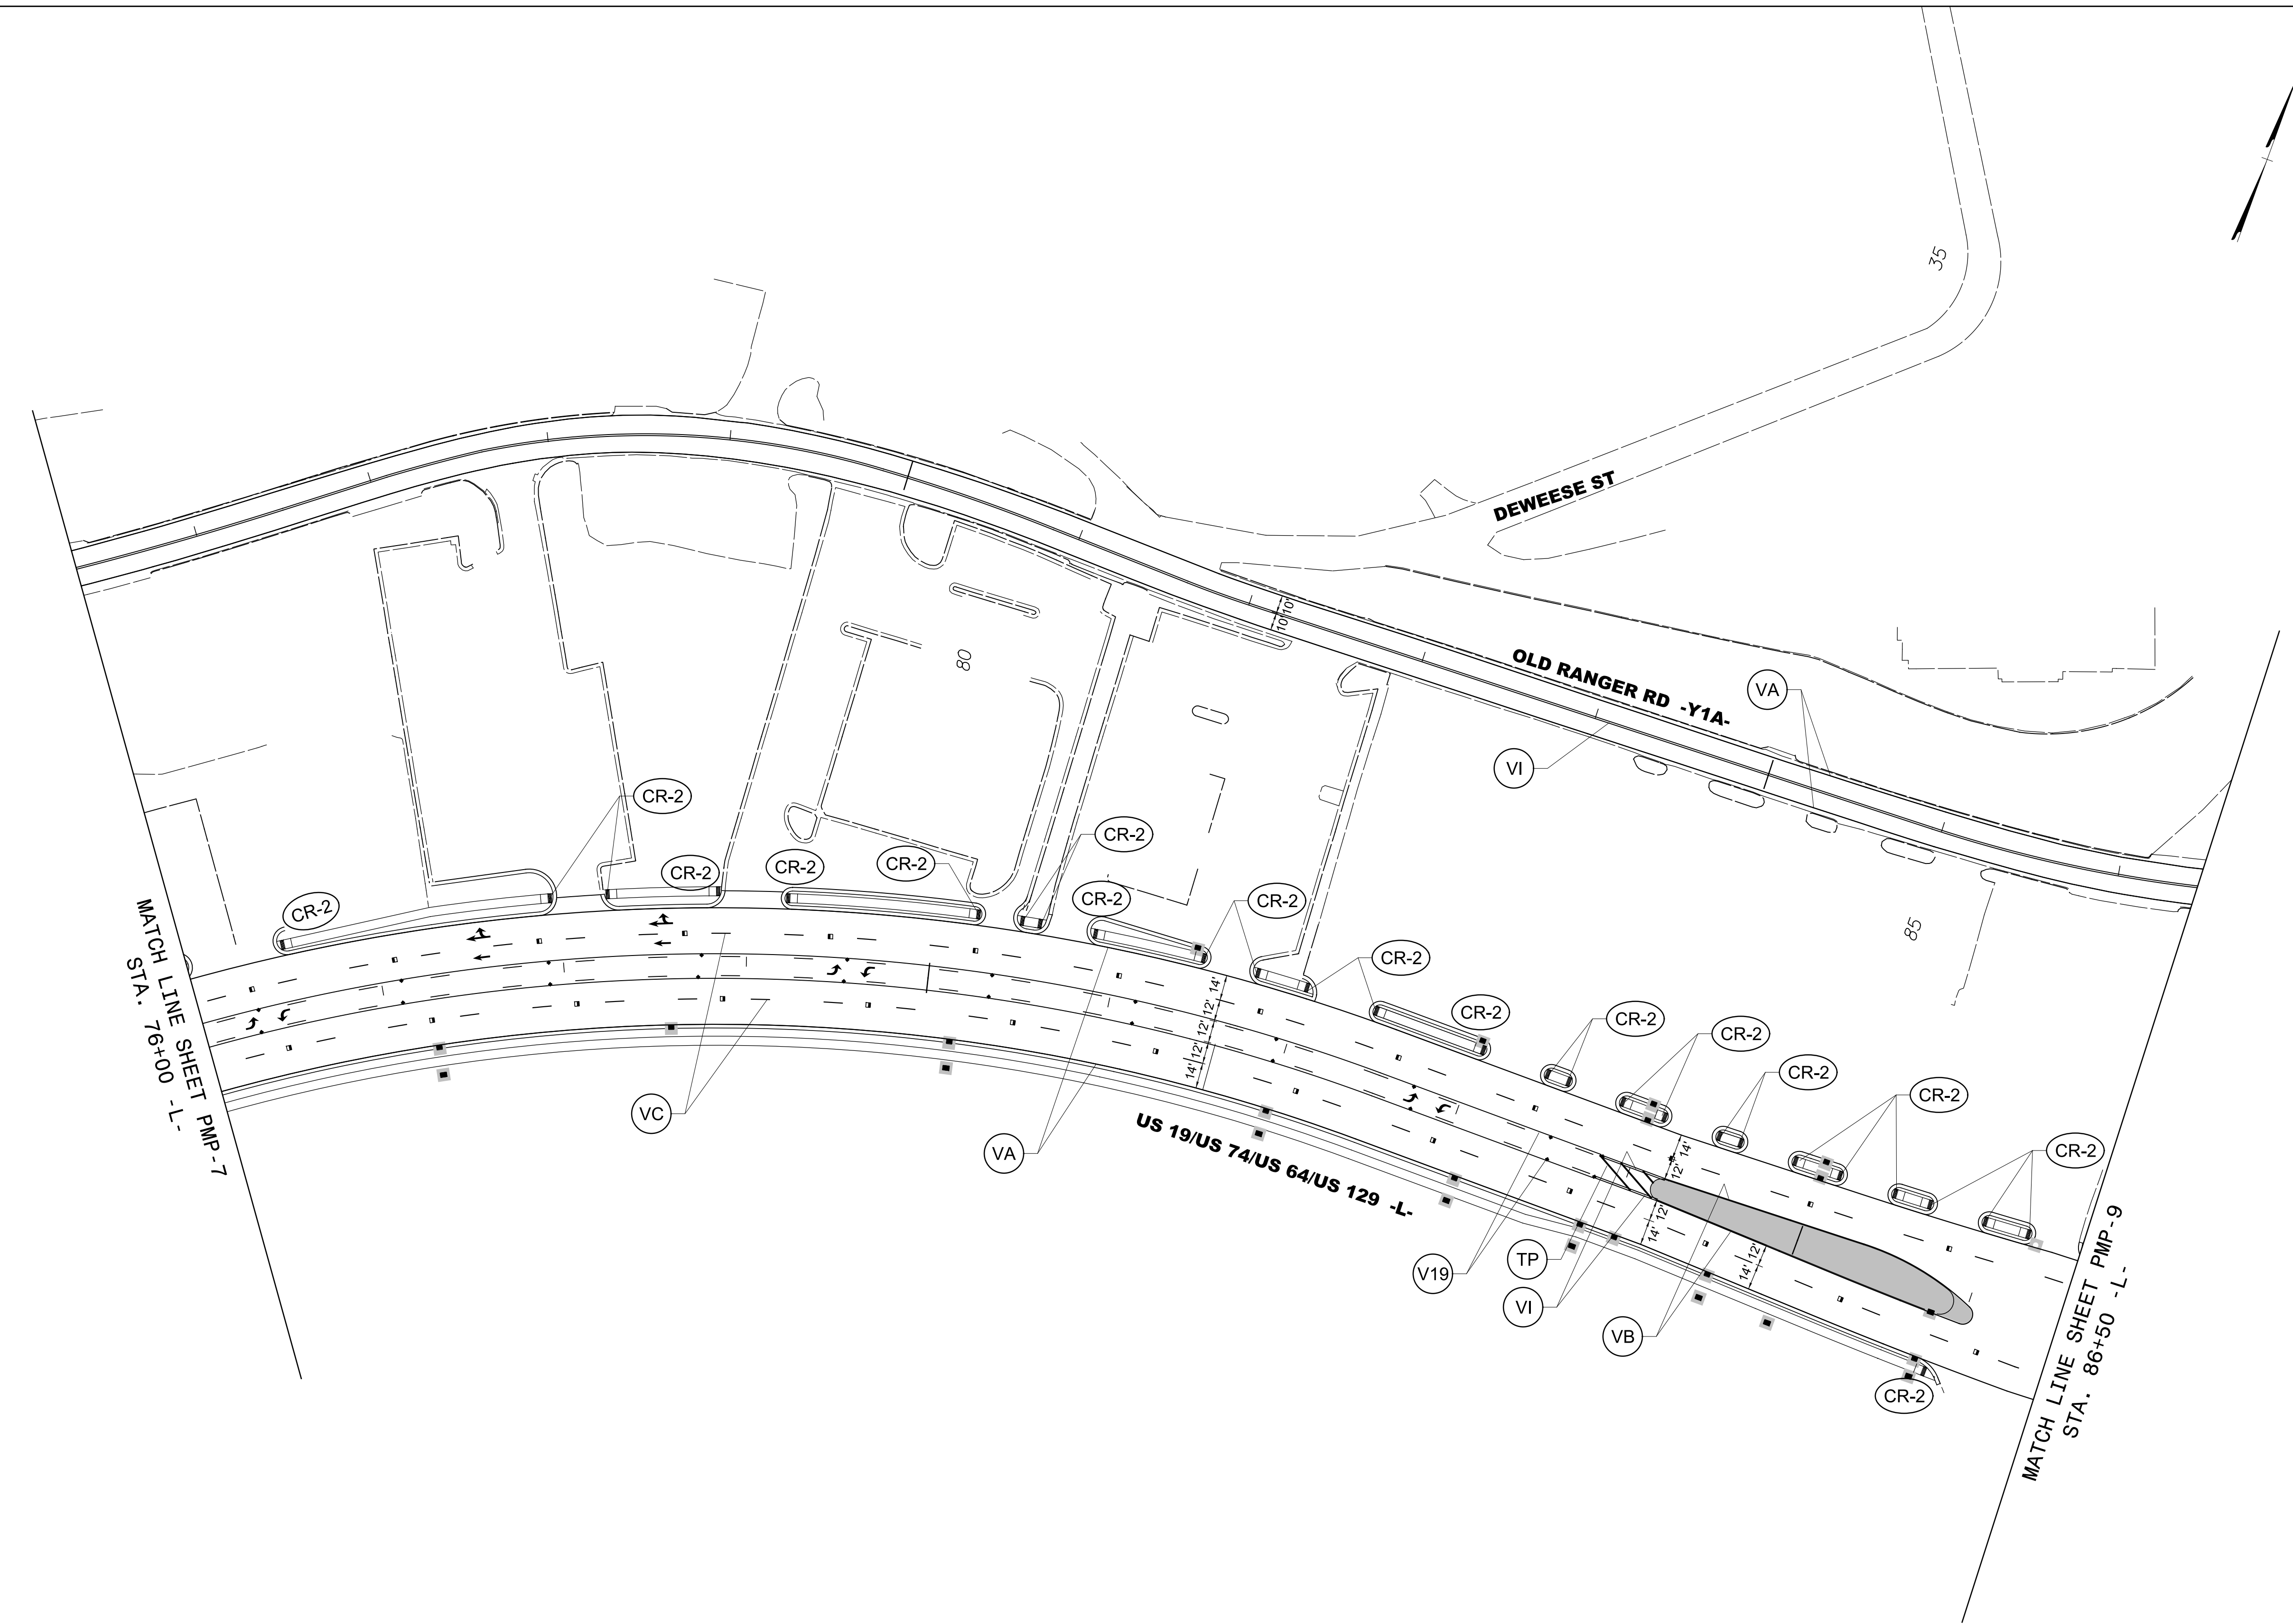 35
DEWEESE ST
10'
10'
80
OLD RANGER RD -Y1A-
VA
VI
CR-2
CR-2
CR-2
CR-2
CR-2
CR-2
CR-2
CR-2
CR-2
85
CR-2
CR-2
14'
12'
12'
12'
14'
CR-2
CR-2
CR-2
CR-2
CR-2
MATCH LINE SHEET PMP-7
STA. 76+00 -L-
VC
VA
US 19/US 74/US 64/US 129 -L-
14'
12'
12'
14'
12'
14'
V19
TP
VI
VB
CR-2
MATCH LINE SHEET PMP-9
STA. 86+50 -L-